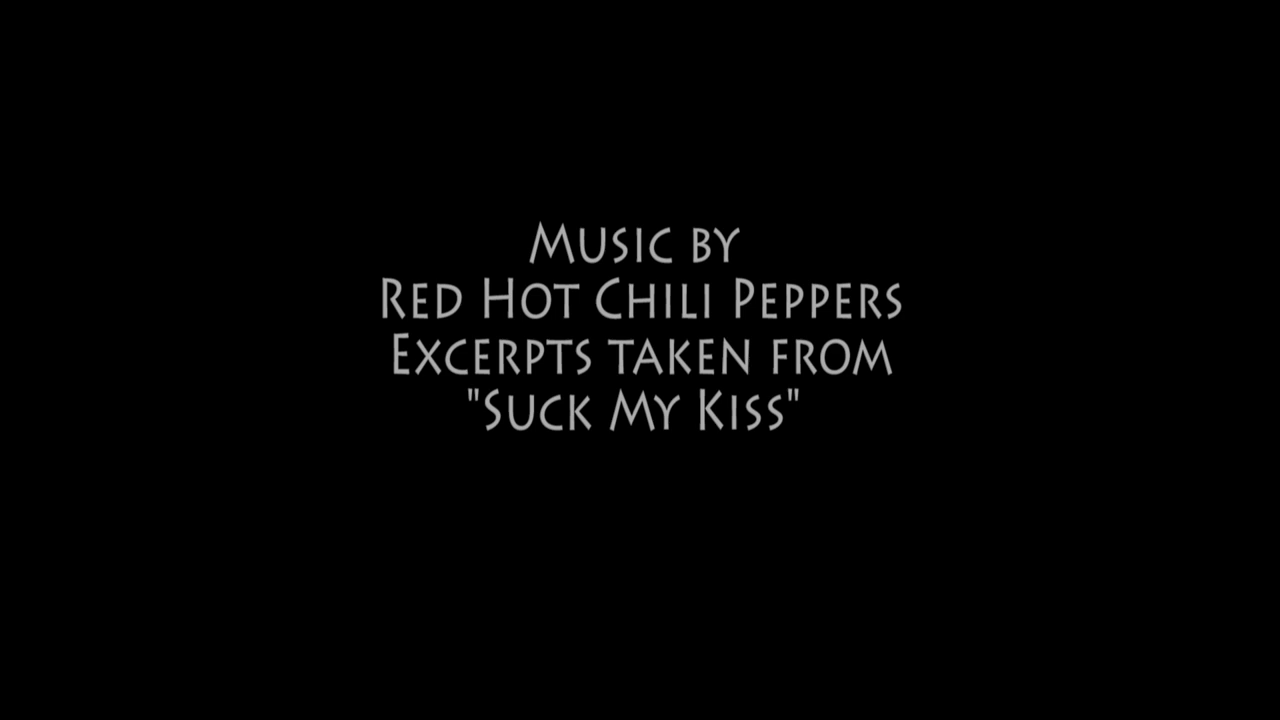 Music by
Red Hot Chili Peppers
Excerpts taken from
"Suck My Kiss"